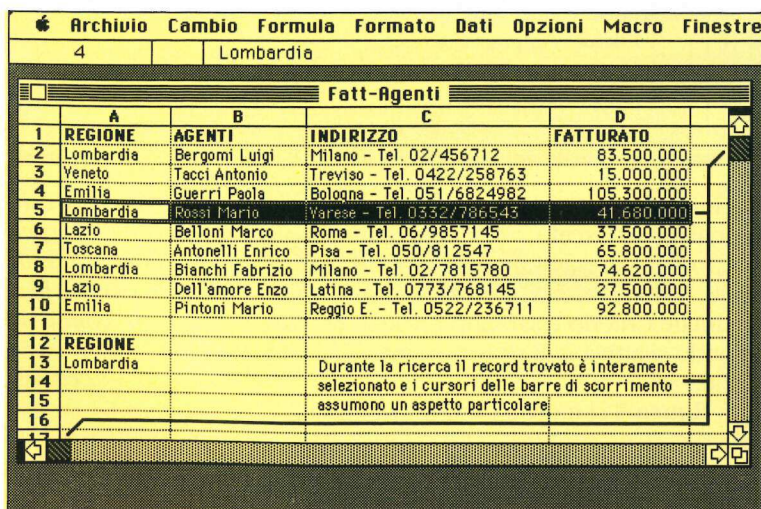 Archivio Cambio Formula Formato Dati Opzioni Macro Finestre
4 Lombardia
Fatt-Agenti
A B C D
1 REGIONE AGENTI INDIRIZZO FATTURATO
2 Lombardia Bergomi Luigi Milano - Tel. 02/456712 83.500.000
3 Veneto Tacci Antonio Treviso - Tel. 0422/258763 15.000.000
4 Emilia Guerri Paola Bologna - Tel. 051/6824982 105.300.000
5 Lombardia Rossi Mario Varese - Tel. 0332/786543 41.680.000
6 Lazio Belloni Marco Roma - Tel. 06/9857145 37.500.000
7 Toscana Antonelli Enrico Pisa - Tel. 050/812547 65.800.000
8 Lombardia Bianchi Fabrizio Milano - Tel. 02/7815780 74.620.000
9 Lazio Dell'amore Enzo Latina - Tel. 0773/768145 27.500.000
10 Emilia Pintoni Mario Reggio E. - Tel. 0522/236711 92.800.000
11
12 REGIONE
13 Lombardia Durante la ricerca il record trovato è interamente
14 selezionato e i cursori delle barre di scorrimento
15 assumono un aspetto particolare
16
17